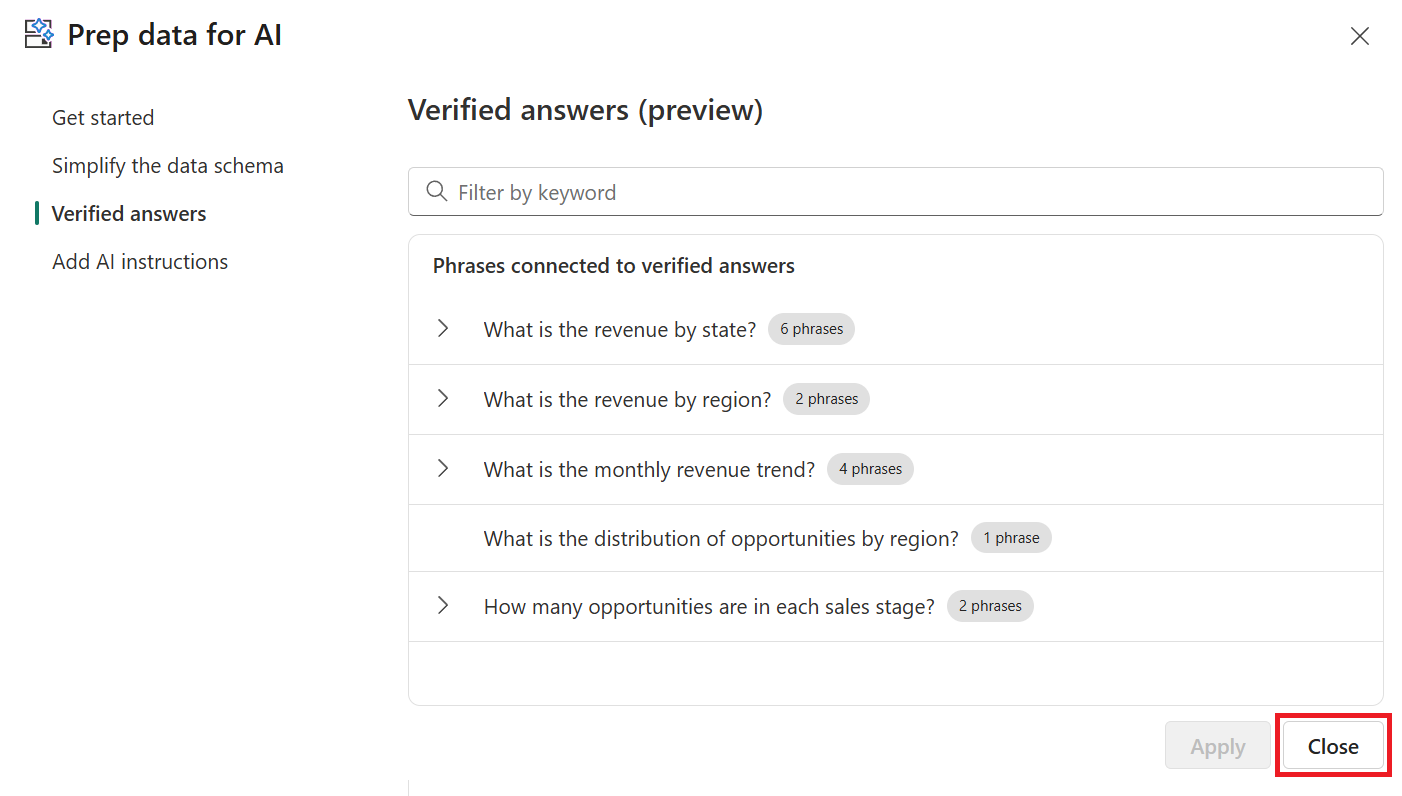 Prep data for AI
Get started
Simplify the data schema
Verified answers
Add AI instructions
Verified answers (preview)
Filter by keyword
Phrases connected to verified answers
What is the revenue by state? 6 phrases
What is the revenue by region? 2 phrases
What is the monthly revenue trend? 4 phrases
What is the distribution of opportunities by region? 1 phrase
How many opportunities are in each sales stage? 2 phrases
Apply Close